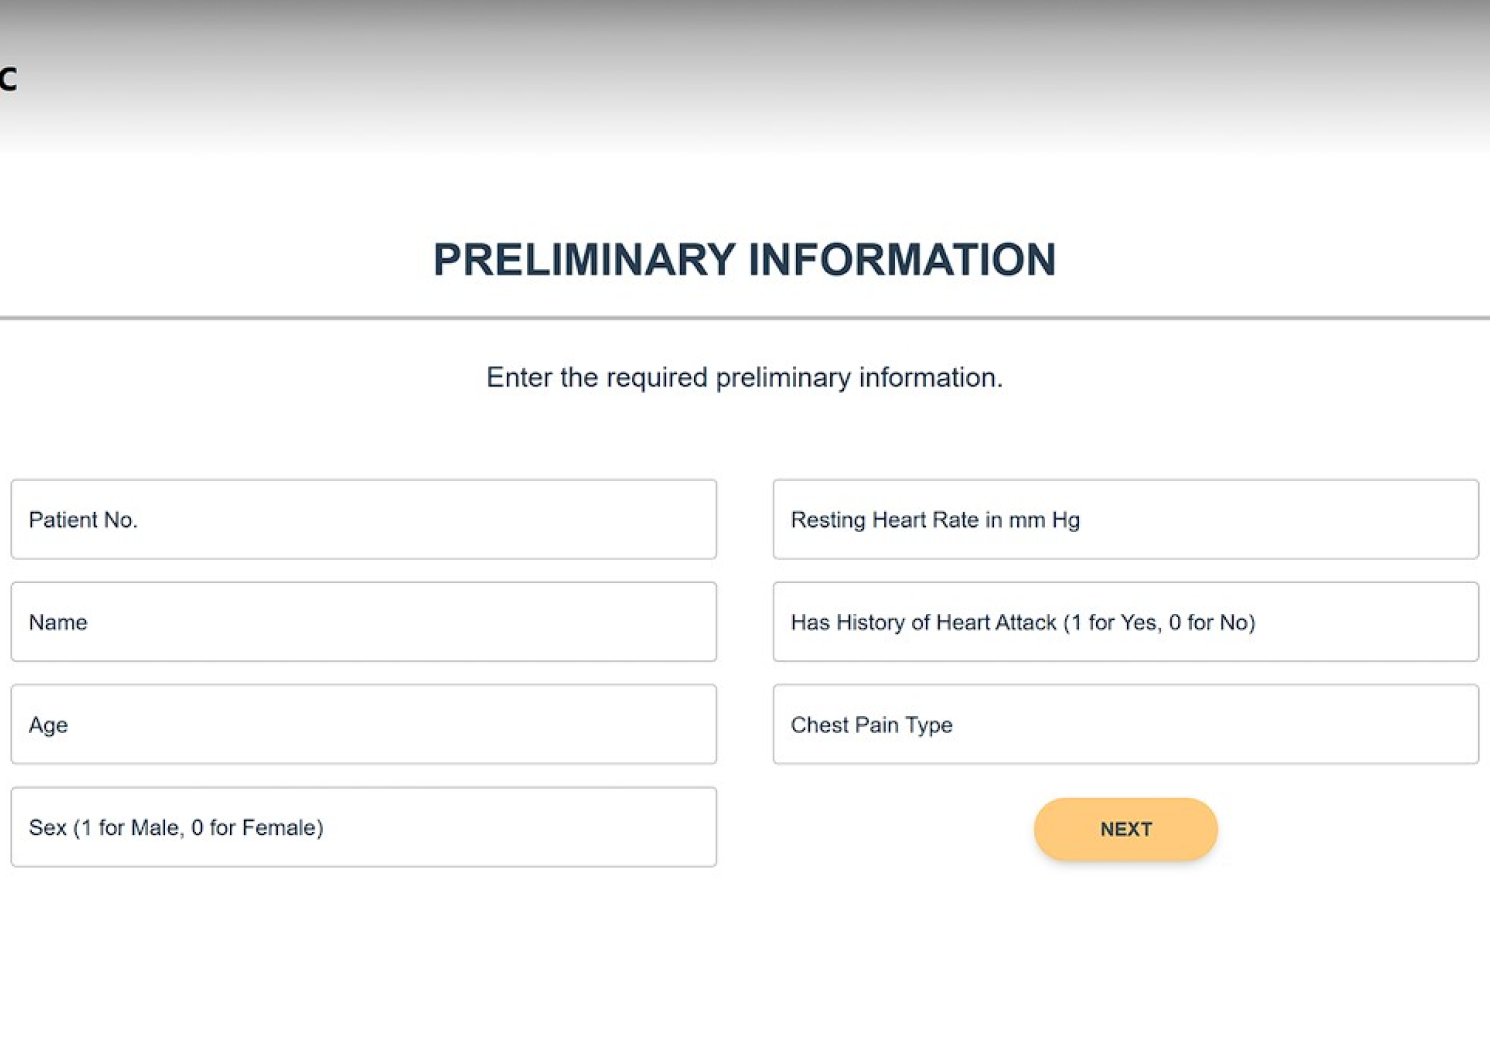 C
PRELIMINARY INFORMATION
Enter the required preliminary information.
Patient No.
Name
Age
Sex (1 for Male, 0 for Female)
Resting Heart Rate in mm Hg
Has History of Heart Attack (1 for Yes, 0 for No)
Chest Pain Type
NEXT